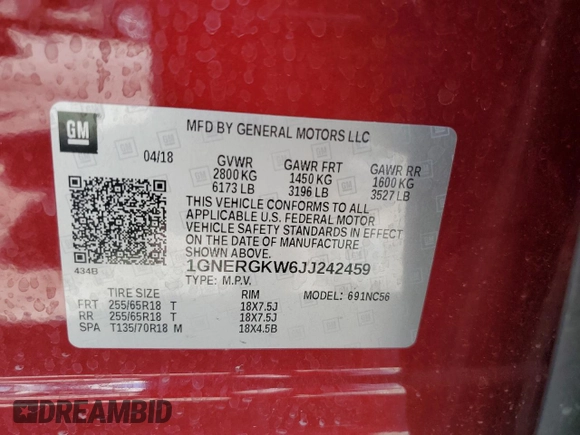 GM
MFD BY GENERAL MOTORS LLC
04/18 GVWR GAWR FRT GAWR RR
2800 KG 1450 KG 1600 KG
6173 LB 3196 LB 3527 LB
THIS VEHICLE CONFORMS TO ALL
APPLICABLE U.S. FEDERAL MOTOR
VEHICLE SAFETY STANDARDS IN EFFECT
ON THE DATE OF MANUFACTURE
SHOWN ABOVE.
434B 1GNERGKW6JJ242459
TYPE: M.P.V.
TIRE SIZE RIM MODEL: 691NC56
FRT 255/65R18 T 18X7.5J
RR 255/65R18 T 18X7.5J
SPA T135/70R18 M 18X4.5B
DREAMBID